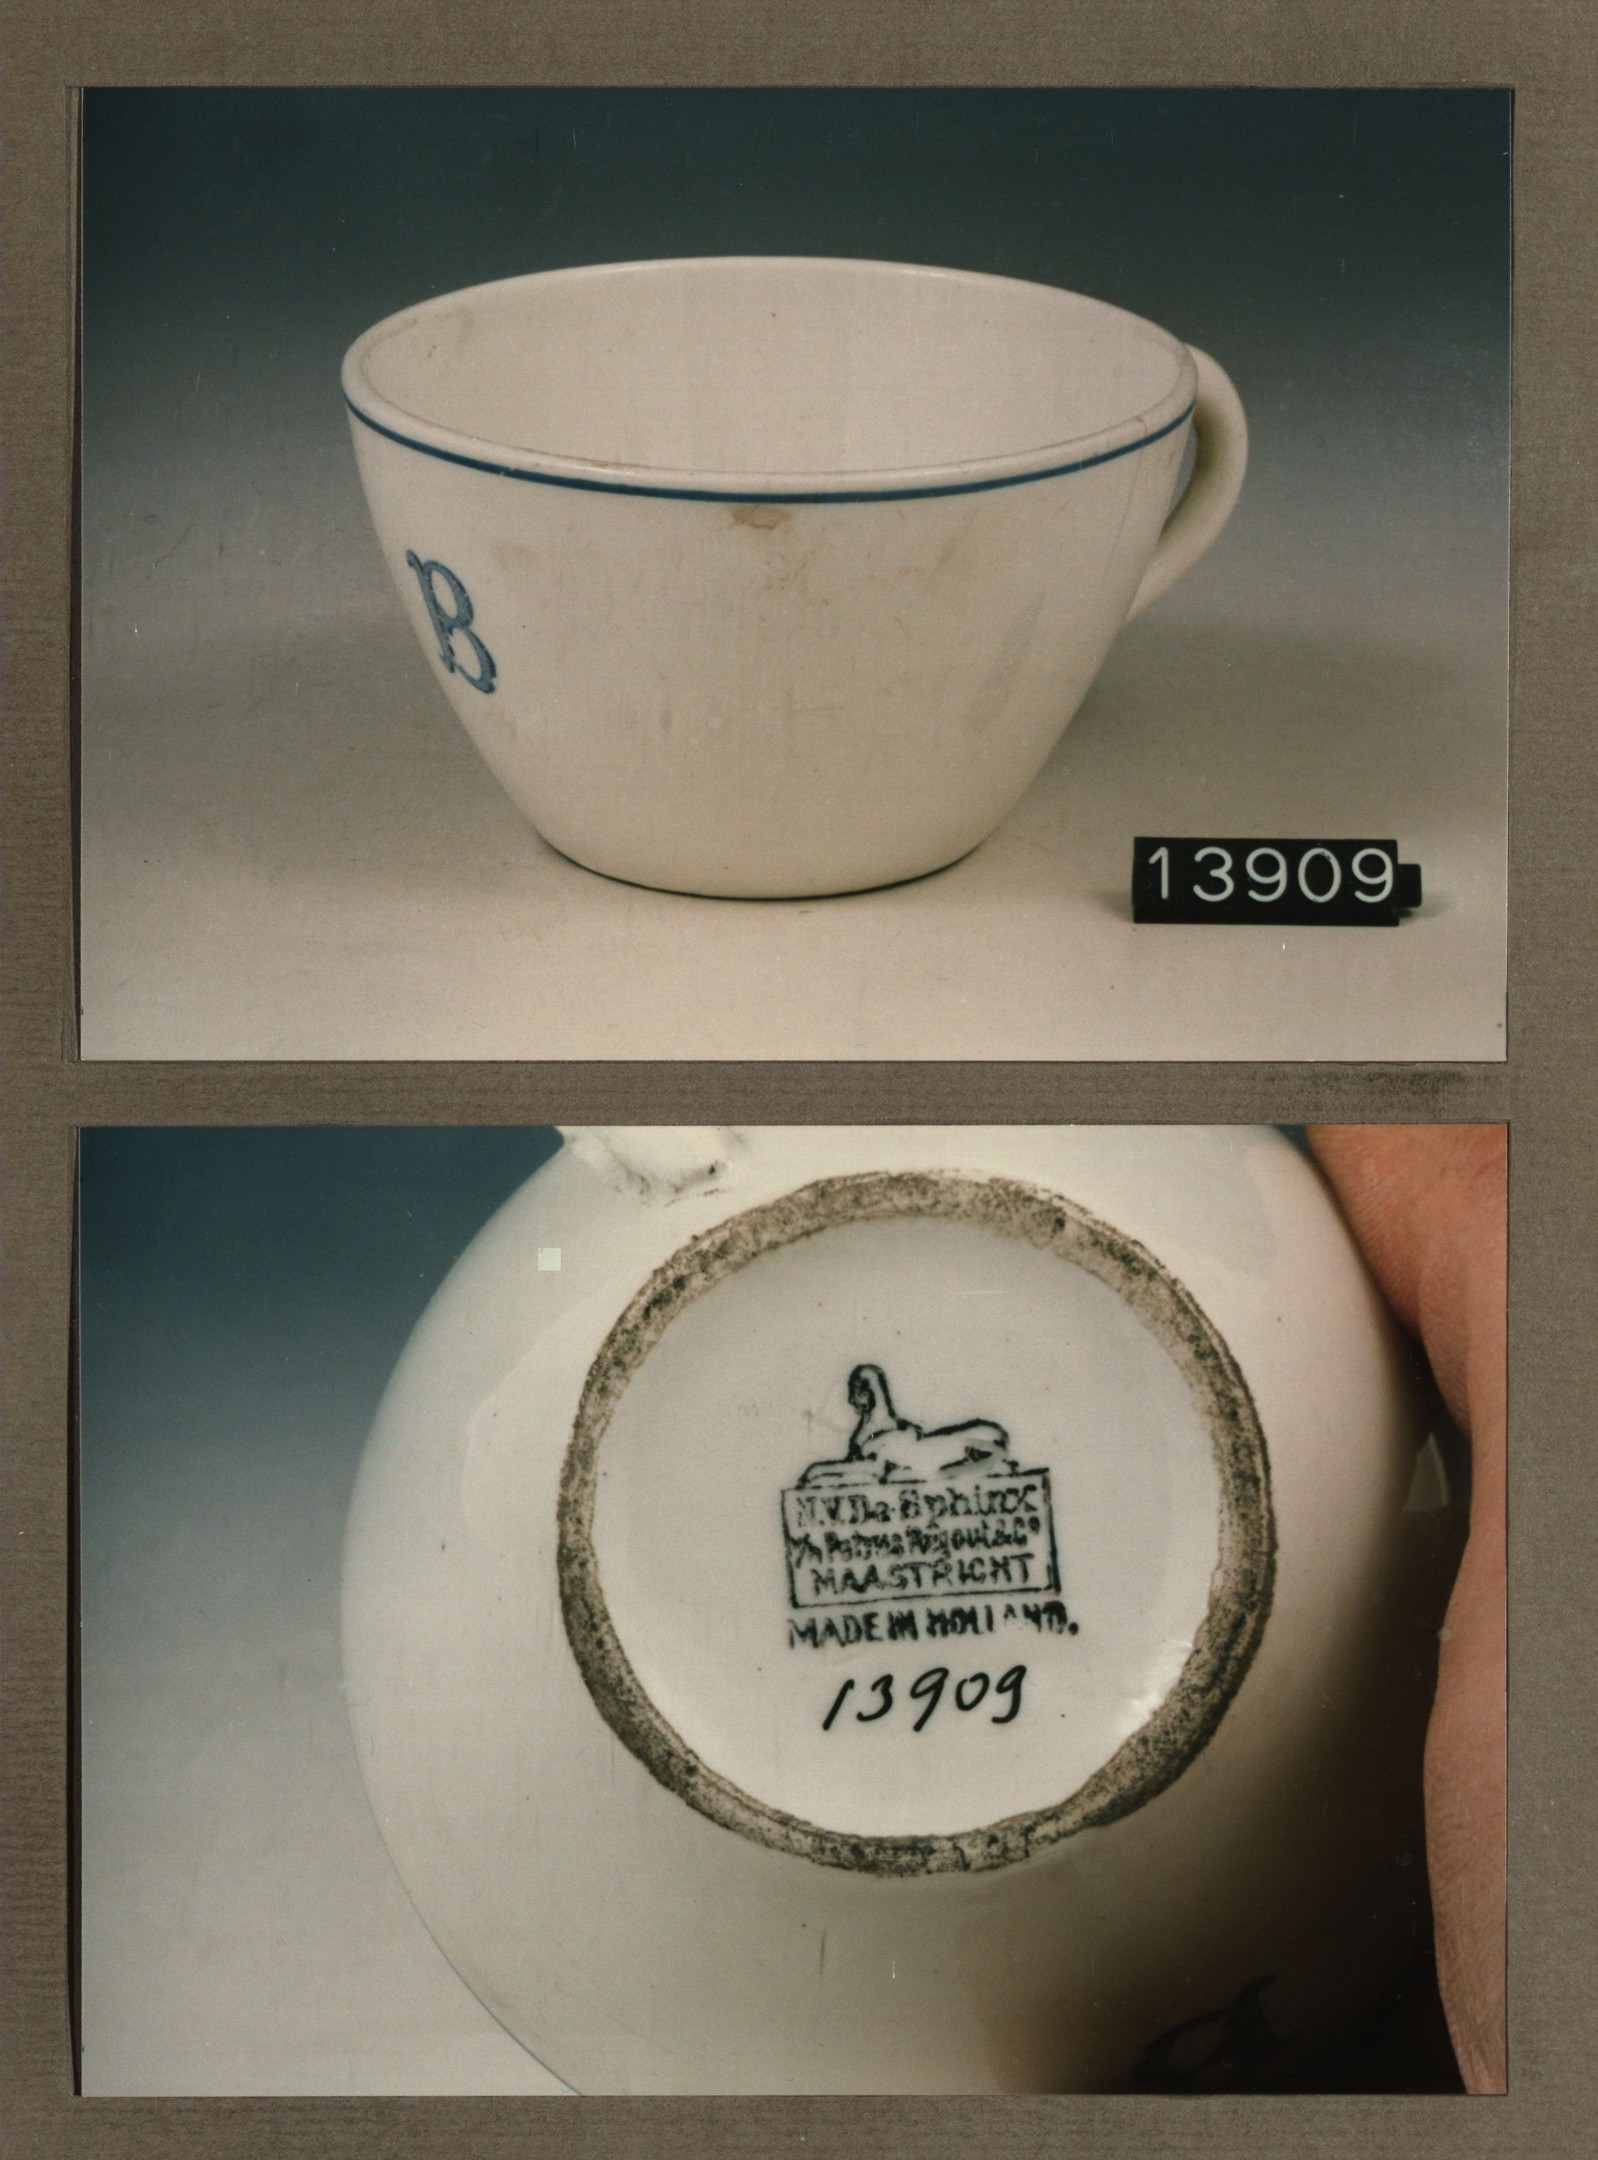 B
13909
N.V. De Sphinx
v/h Petrus Regout & Co
MAASTRICHT
MADE IN HOLLAND.
13909